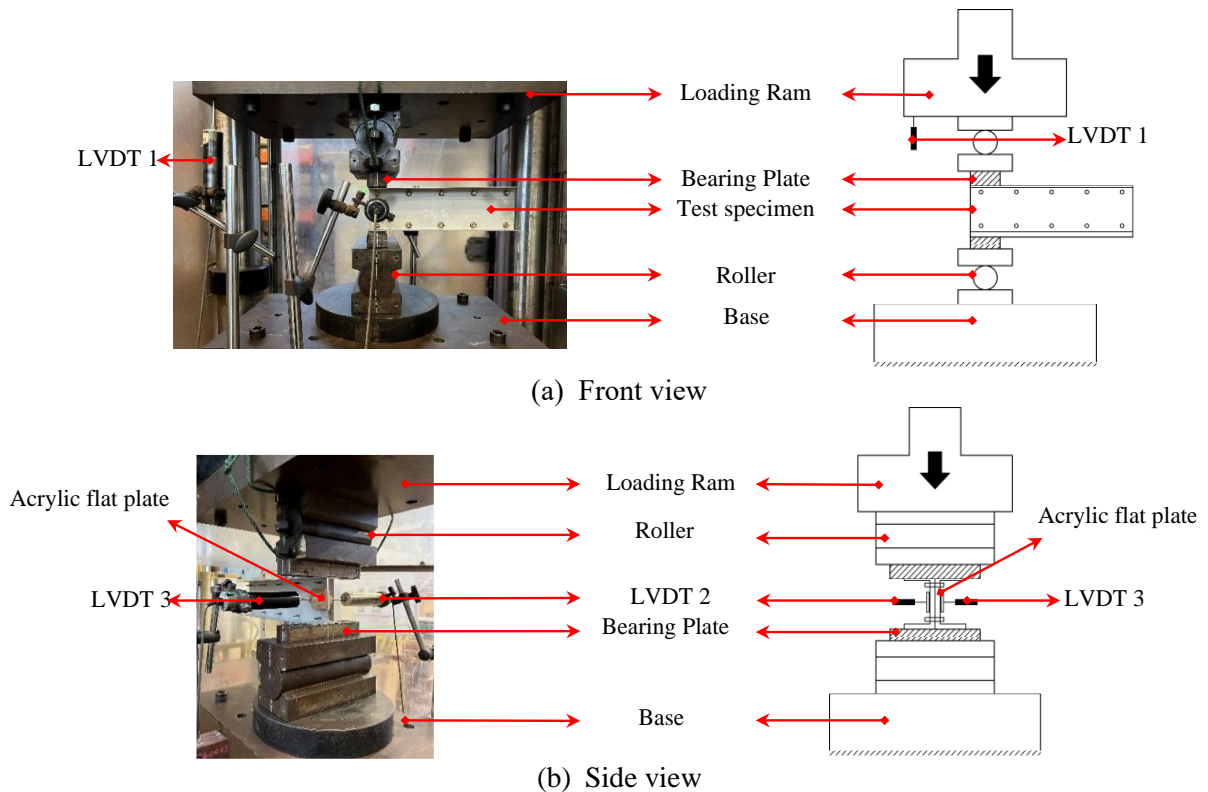 Loading Ram
LVDT 1
LVDT 1
Bearing Plate
Test specimen
Roller
Base
(a) Front view
Loading Ram
Acrylic flat plate
Acrylic flat plate
Roller
LVDT 3
LVDT 2
LVDT 3
Bearing Plate
Base
(b) Side view